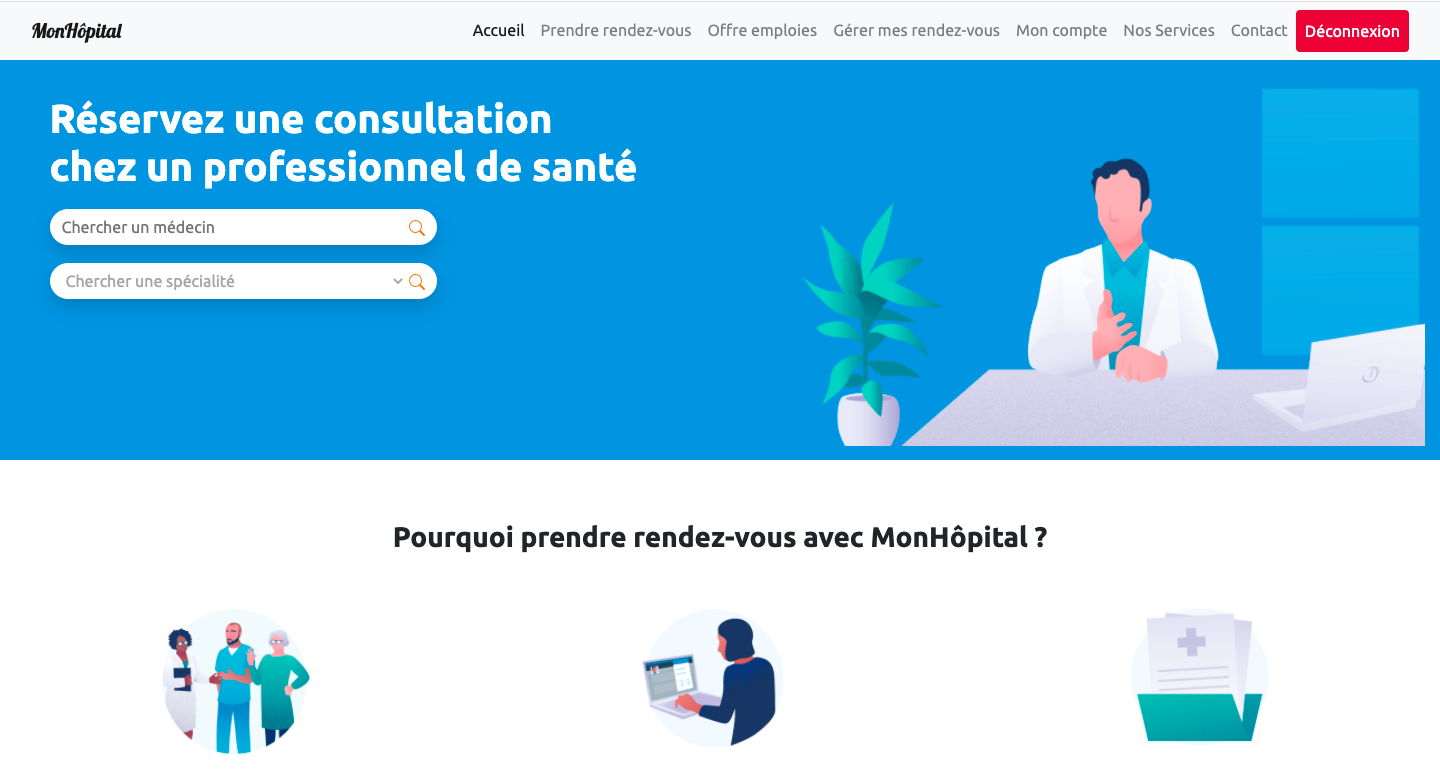 MonHôpital
Accueil Prendre rendez-vous Offre emploies Gérer mes rendez-vous Mon compte Nos Services Contact Déconnexion
Réservez une consultation
chez un professionnel de santé
Chercher un médecin
Chercher une spécialité
Pourquoi prendre rendez-vous avec MonHôpital ?